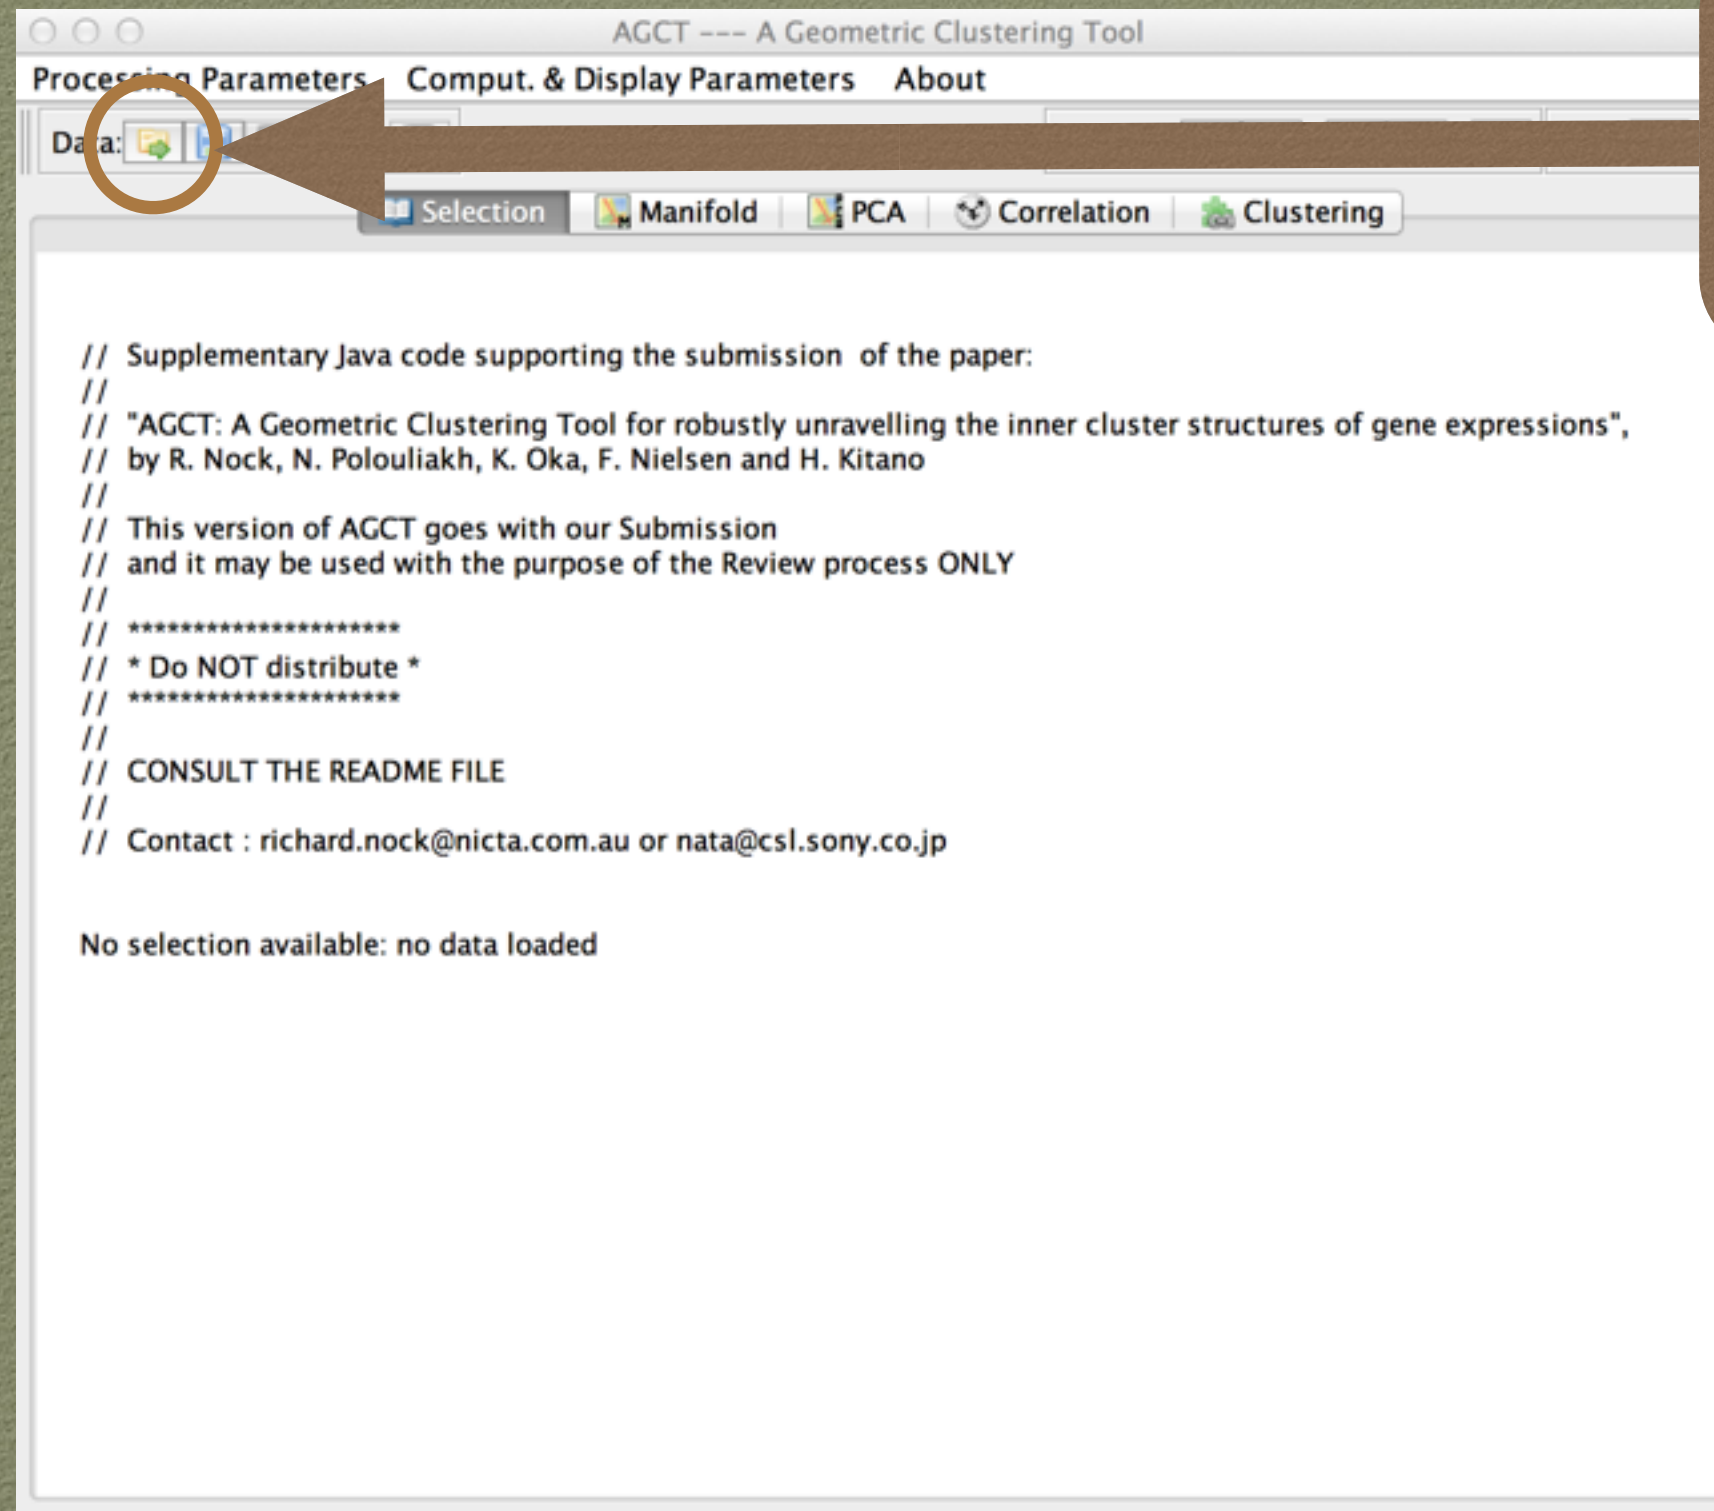 AGCT --- A Geometric Clustering Tool
Processing Parameters Comput. & Display Parameters About
Data:
Selection Manifold PCA Correlation Clustering
// Supplementary Java code supporting the submission of the paper:
//
// "AGCT: A Geometric Clustering Tool for robustly unravelling the inner cluster structures of gene expressions",
// by R. Nock, N. Polouliakh, K. Oka, F. Nielsen and H. Kitano
//
// This version of AGCT goes with our Submission
// and it may be used with the purpose of the Review process ONLY
//
// *********************
// * Do NOT distribute *
// *********************
//
// CONSULT THE README FILE
//
// Contact : richard.nock@nicta.com.au or nata@csl.sony.co.jp
No selection available: no data loaded